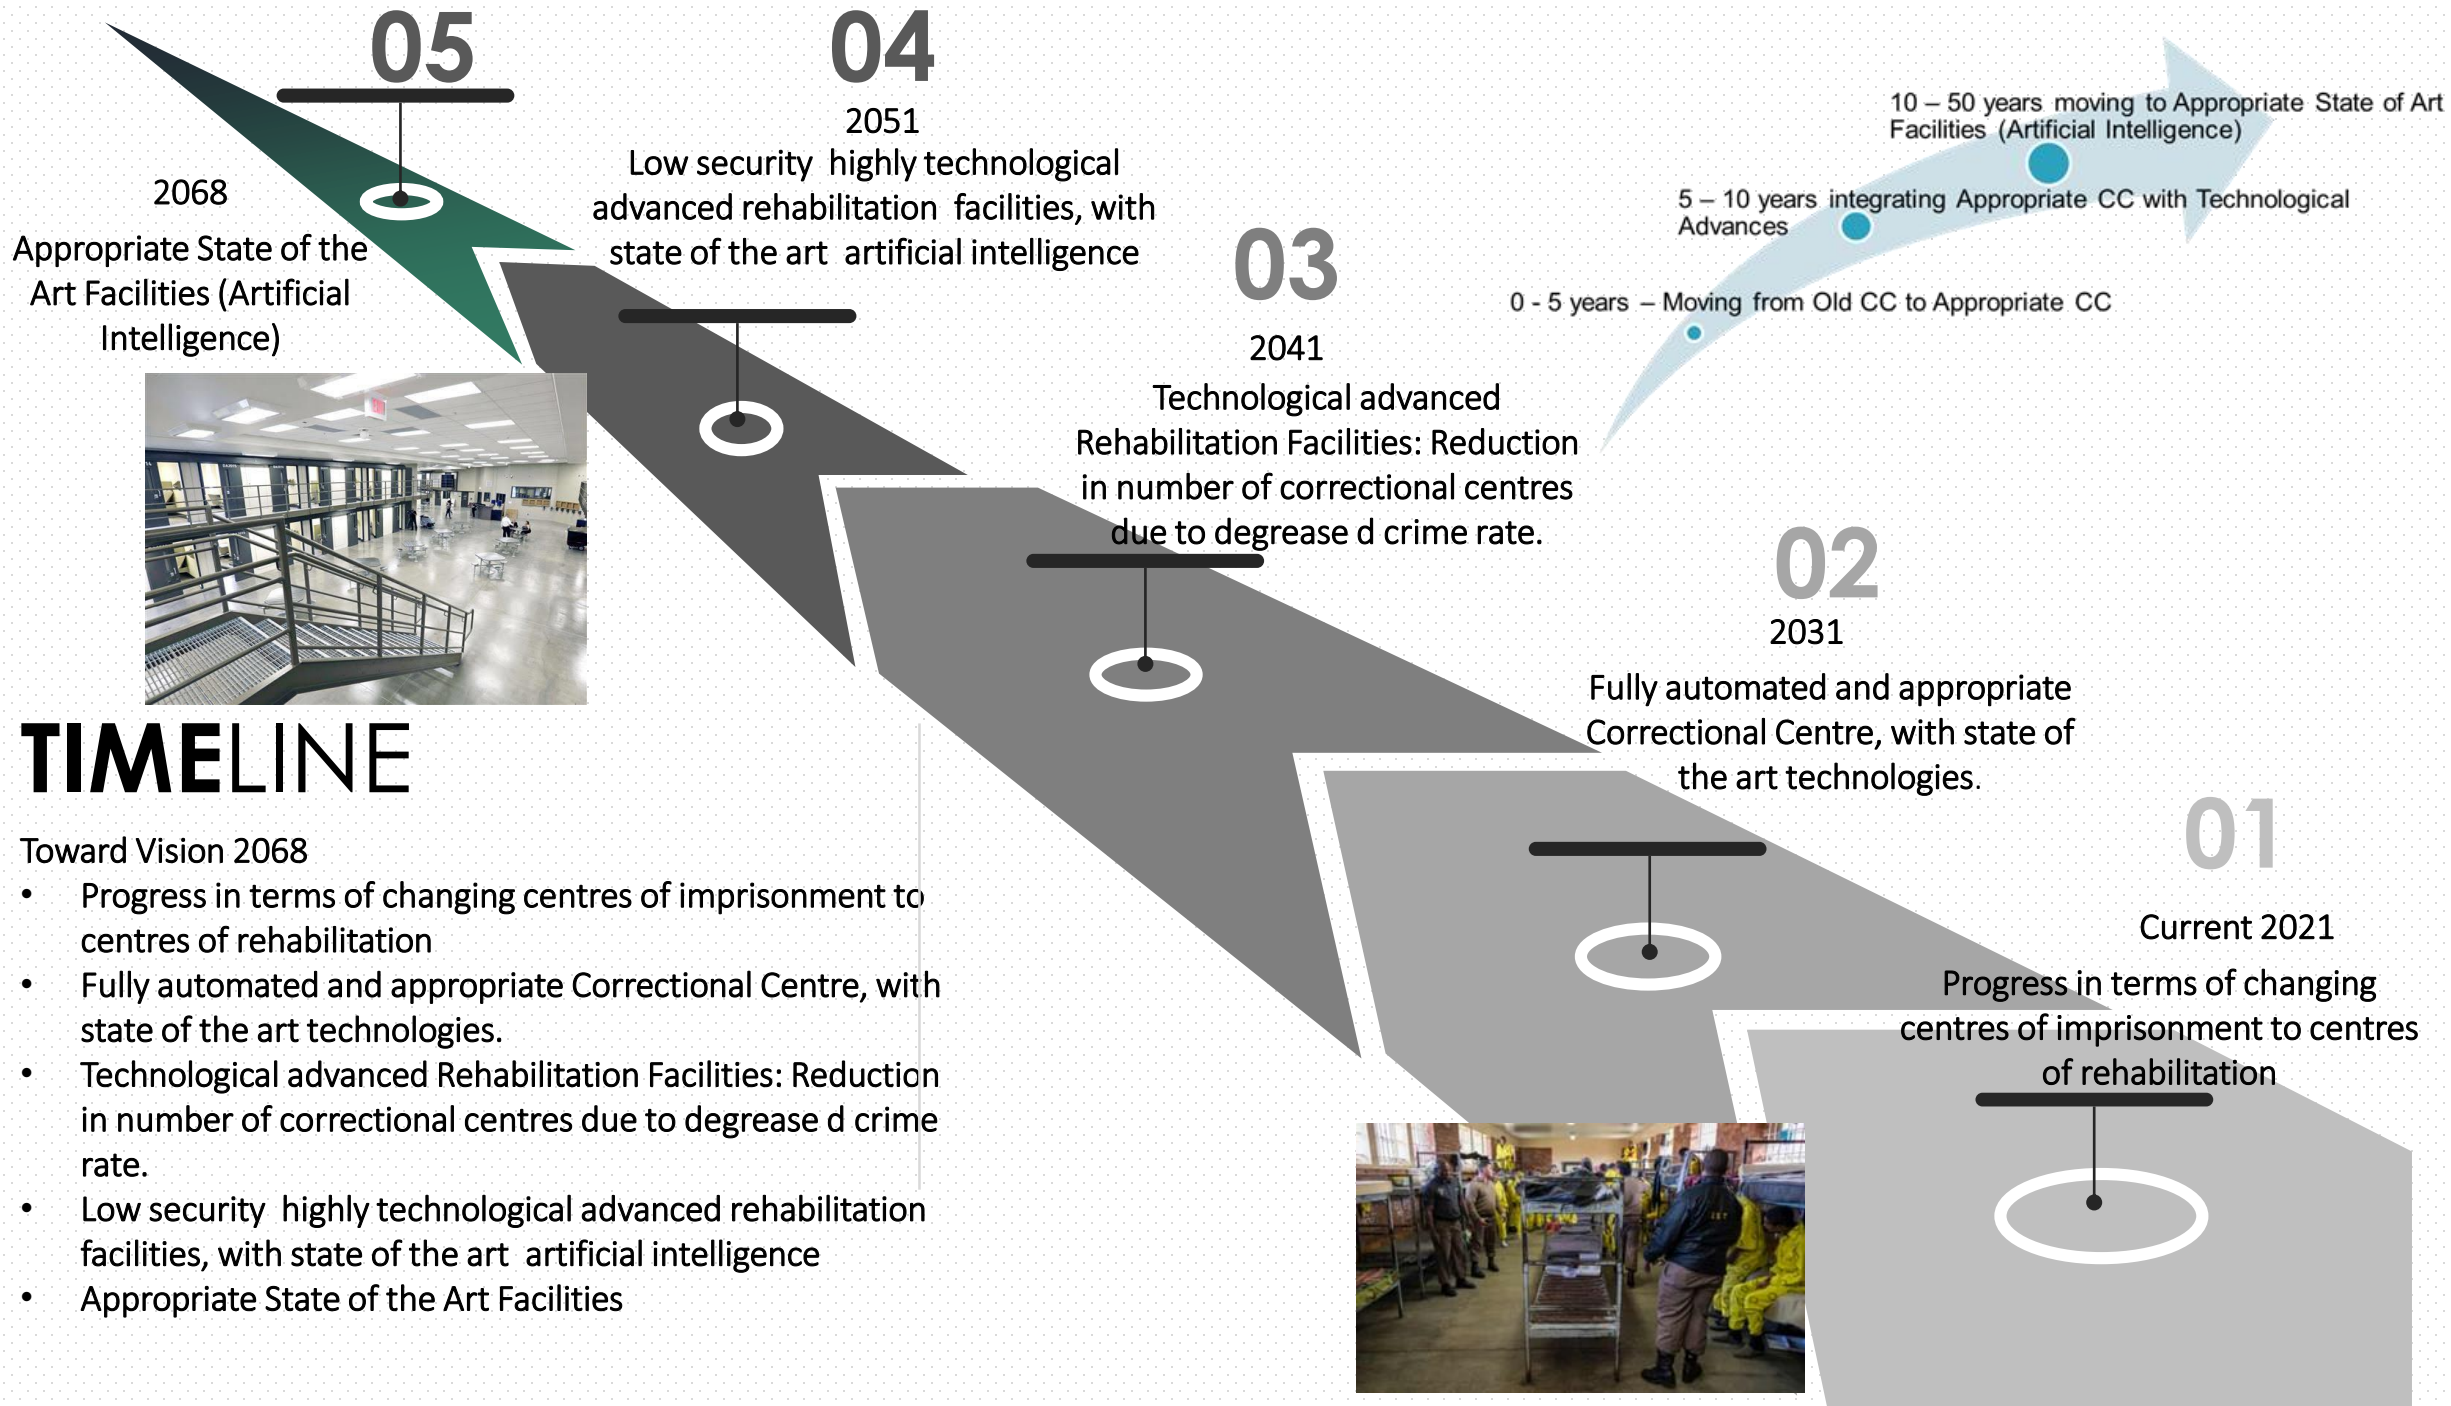 05
2068
Appropriate State of the
Art Facilities (Artificial
Intelligence)
04
2051
Low security  highly technological
advanced rehabilitation  facilities, with
state of the art  artificial intelligence
03
2041
Technological advanced
Rehabilitation Facilities: Reduction
in number of correctional centres
due to degrease d crime rate.
10 – 50 years moving to Appropriate State of Art
Facilities (Artificial Intelligence)
5 – 10 years integrating Appropriate CC with Technological
Advances
0 - 5 years – Moving from Old CC to Appropriate CC
02
2031
Fully automated and appropriate
Correctional Centre, with state of
the art technologies.
01
Current 2021
Progress in terms of changing
centres of imprisonment to centres
of rehabilitation
TIMELINE
Toward Vision 2068
• Progress in terms of changing centres of imprisonment to
centres of rehabilitation
• Fully automated and appropriate Correctional Centre, with
state of the art technologies.
• Technological advanced Rehabilitation Facilities: Reduction
in number of correctional centres due to degrease d crime
rate.
• Low security  highly technological advanced rehabilitation
facilities, with state of the art  artificial intelligence
• Appropriate State of the Art Facilities